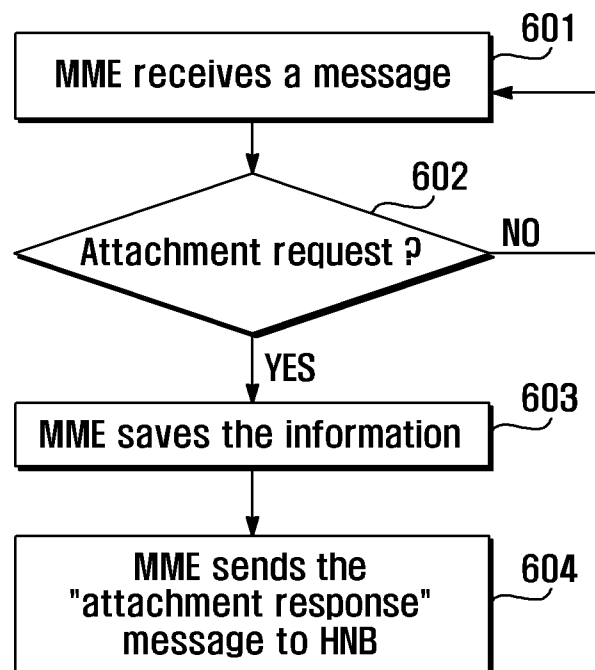 601
MME receives a message
602
Attachment request ?
NO
YES
603
MME saves the information
604
MME sends the
"attachment response"
message to HNB